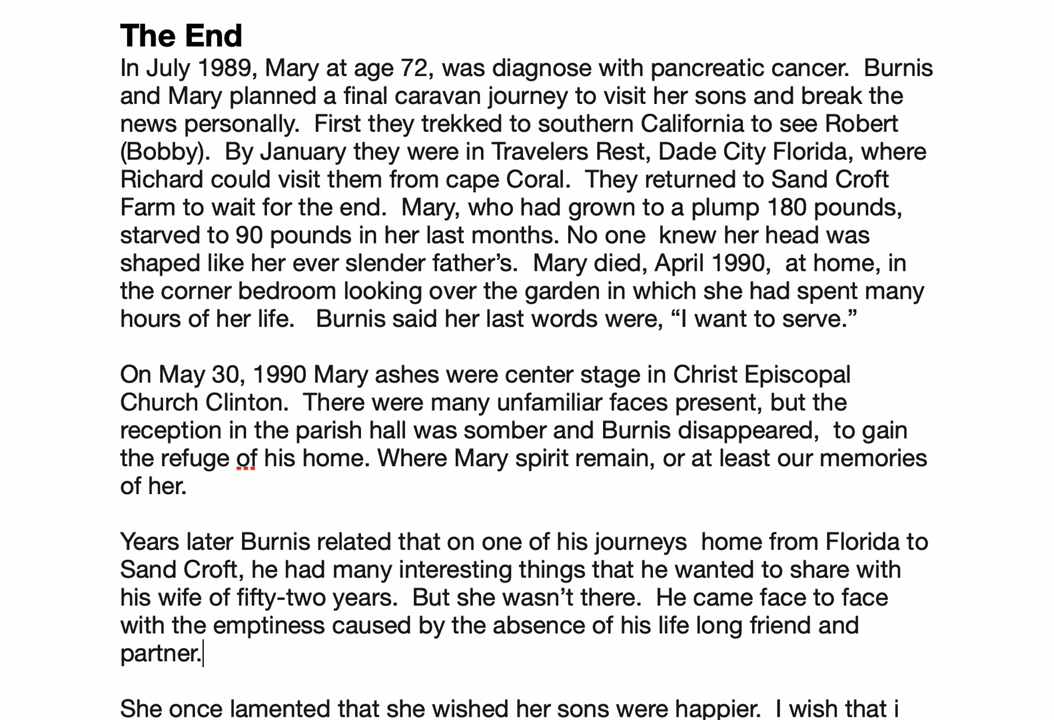 The End
In July 1989, Mary at age 72, was diagnose with pancreatic cancer.  Burnis
and Mary planned a final caravan journey to visit her sons and break the
news personally.  First they trekked to southern California to see Robert
(Bobby).  By January they were in Travelers Rest, Dade City Florida, where
Richard could visit them from cape Coral.  They returned to Sand Croft
Farm to wait for the end.  Mary, who had grown to a plump 180 pounds,
starved to 90 pounds in her last months. No one  knew her head was
shaped like her ever slender father’s.  Mary died, April 1990,  at home, in
the corner bedroom looking over the garden in which she had spent many
hours of her life.   Burnis said her last words were, “I want to serve.”
On May 30, 1990 Mary ashes were center stage in Christ Episcopal
Church Clinton.  There were many unfamiliar faces present, but the
reception in the parish hall was somber and Burnis disappeared,  to gain
the refuge of his home. Where Mary spirit remain, or at least our memories
of her.
Years later Burnis related that on one of his journeys  home from Florida to
Sand Croft, he had many interesting things that he wanted to share with
his wife of fifty-two years.  But she wasn’t there.  He came face to face
with the emptiness caused by the absence of his life long friend and
partner.
She once lamented that she wished her sons were happier.  I wish that i